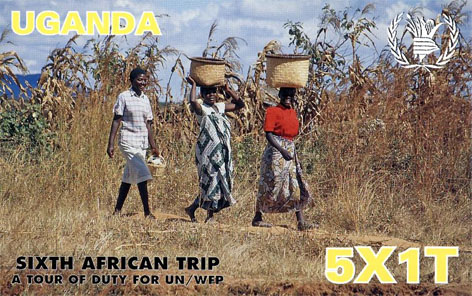 UGANDA
SIXTH AFRICAN TRIP
A TOUR OF DUTY FOR UN/WFP
5X1T